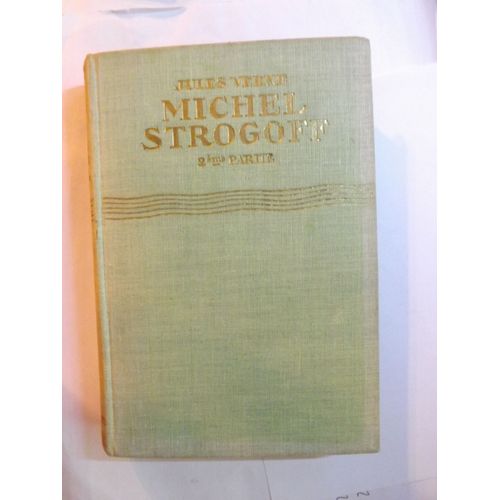 JULES VERNE
MICHEL
STROGOFF
2ème PARTIE